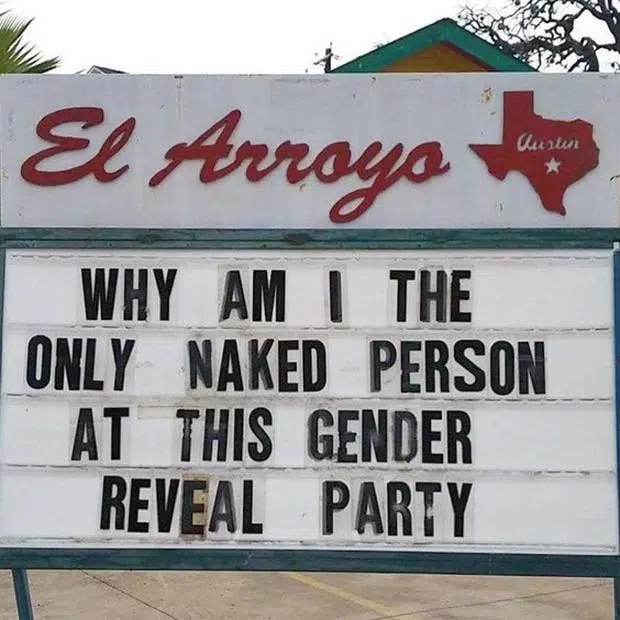 El Arroyo
Austin
WHY AM I THE
ONLY NAKED PERSON
AT THIS GENDER
REVEAL PARTY